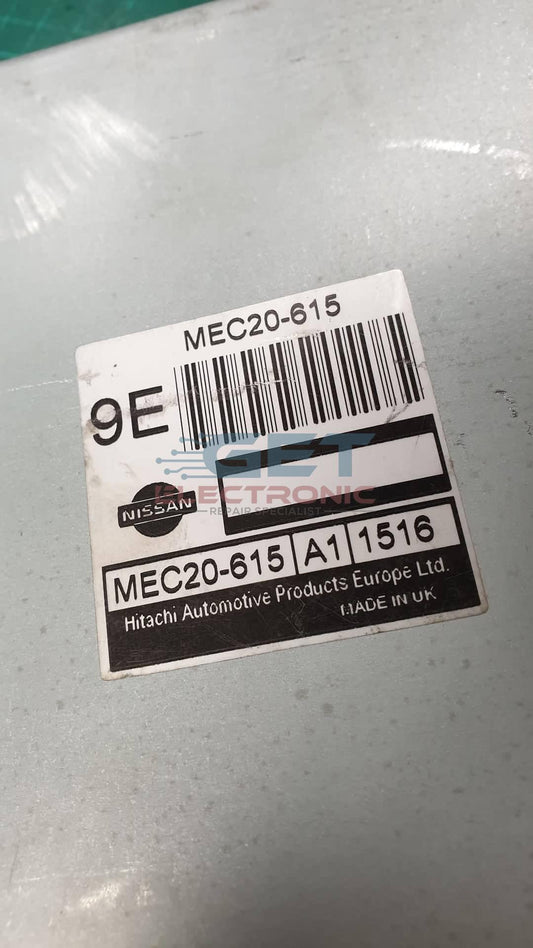 MEC20-615
9E
GET
ELECTRONIC
REPAIR SPECIALIST
NISSAN
MEC20-615 A1 1516
Hitachi Automotive Products Europe Ltd.
MADE IN UK